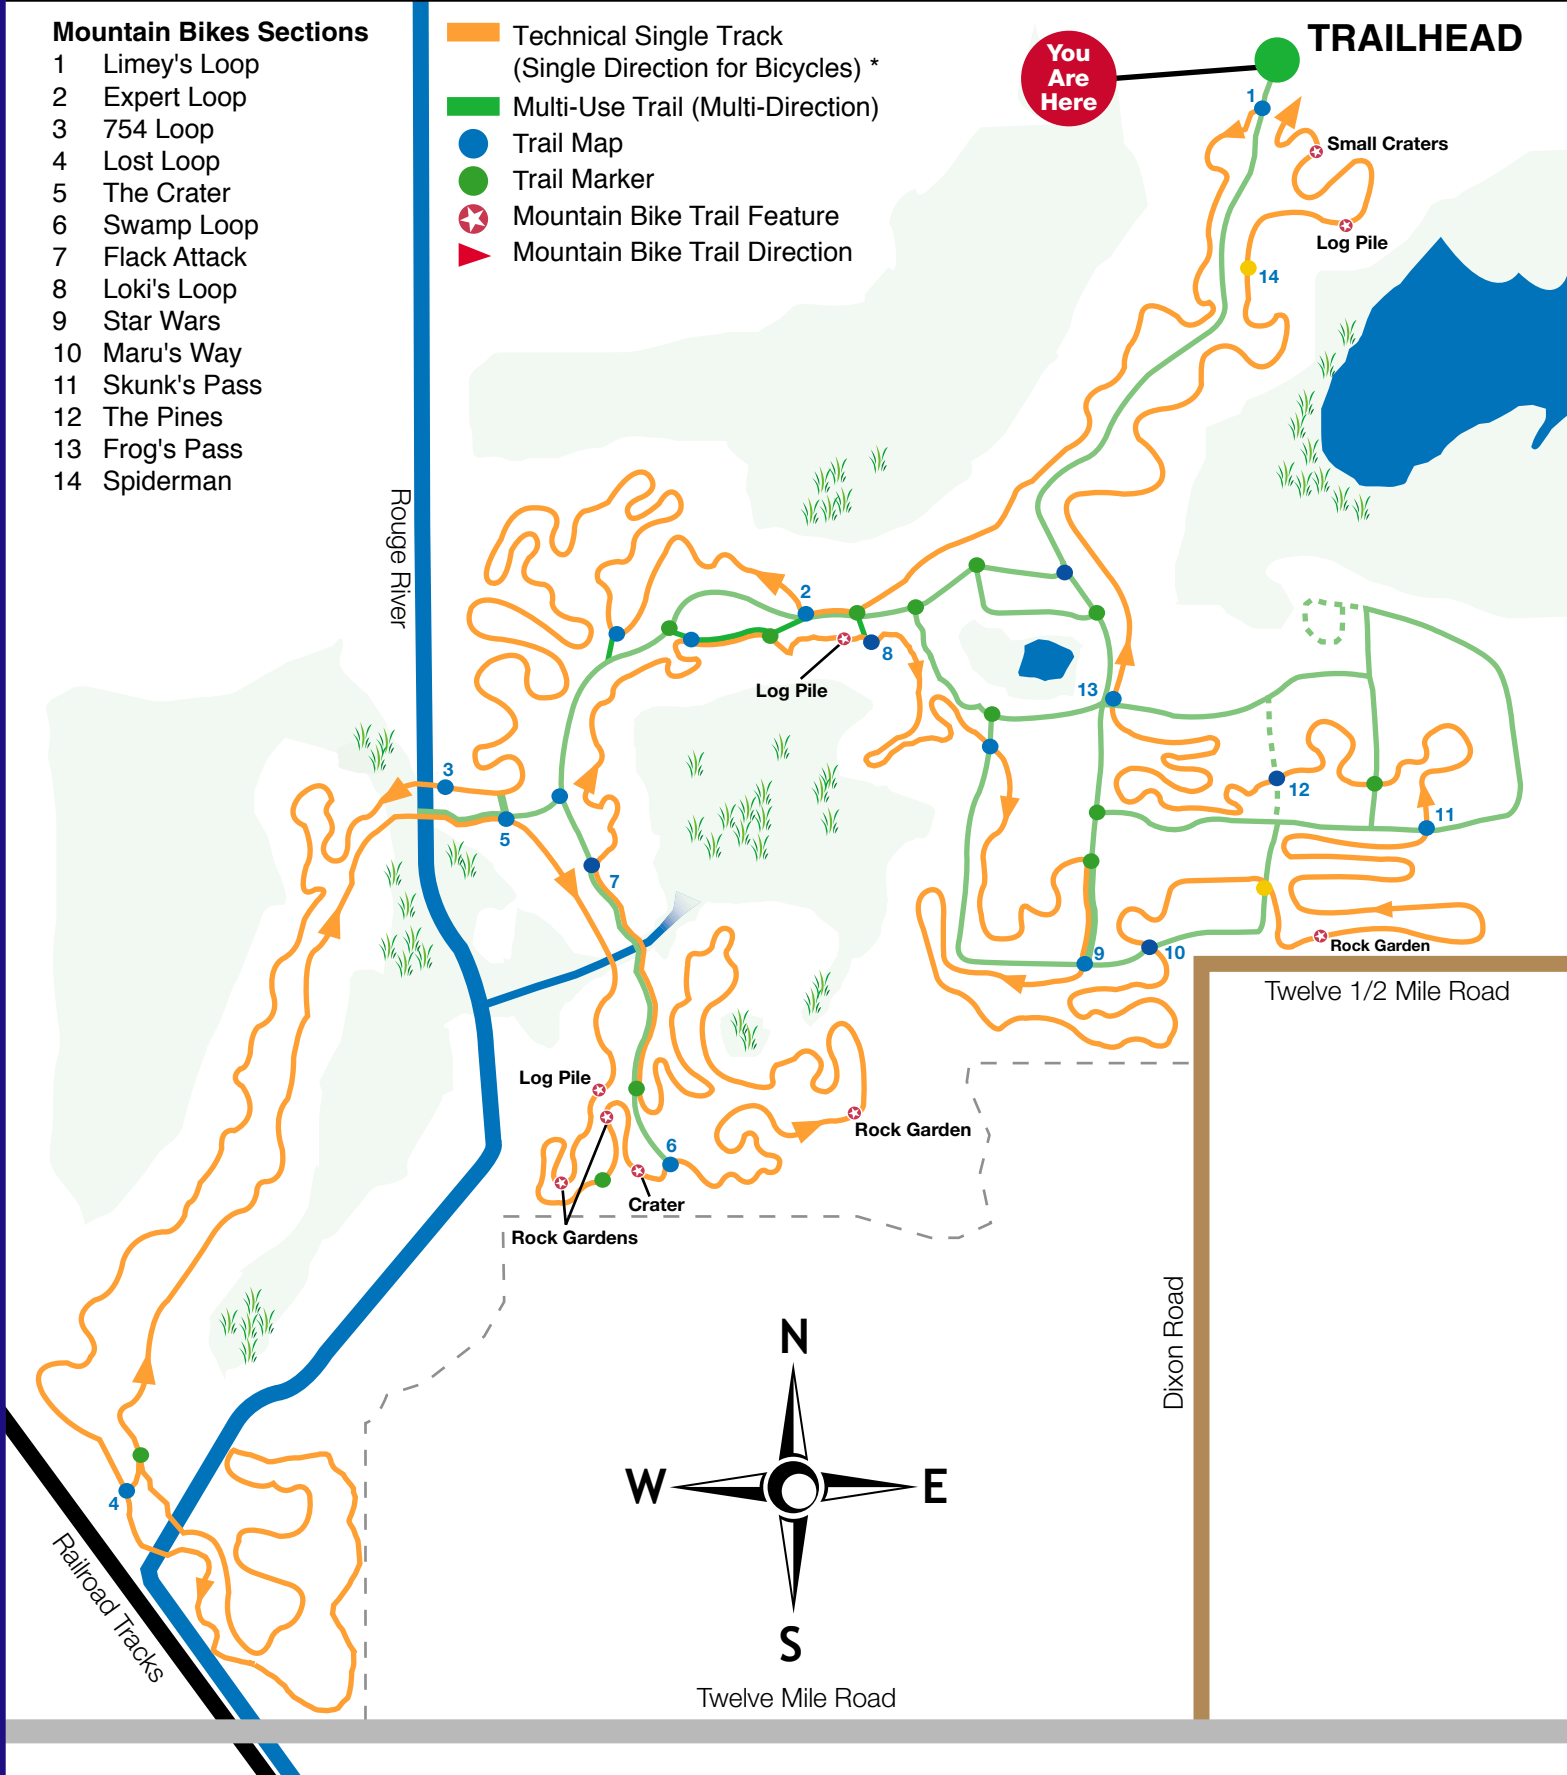 Mountain Bikes Sections
1 Limey's Loop
2 Expert Loop
3 754 Loop
4 Lost Loop
5 The Crater
6 Swamp Loop
7 Flack Attack
8 Loki's Loop
9 Star Wars
10 Maru's Way
11 Skunk's Pass
12 The Pines
13 Frog's Pass
14 Spiderman
Technical Single Track
(Single Direction for Bicycles) *
Multi-Use Trail (Multi-Direction)
Trail Map
Trail Marker
Mountain Bike Trail Feature
Mountain Bike Trail Direction
You
Are
Here
TRAILHEAD
1
Small Craters
Log Pile
14
Rouge River
2
8
Log Pile
13
3
12
11
5
7
9
10
Rock Garden
Twelve 1/2 Mile Road
Log Pile
Rock Garden
6
Crater
Rock Gardens
Dixon Road
N
W
E
S
4
Railroad Tracks
Twelve Mile Road